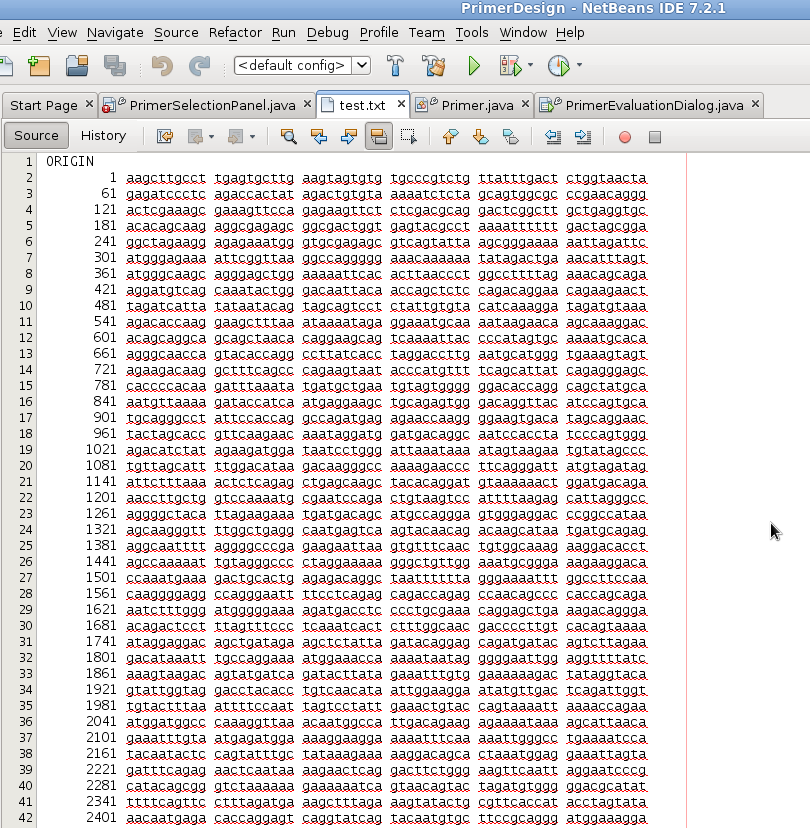 PrimerDesign - NetBeans IDE 7.2.1
Edit View Navigate Source Refactor Run Debug Profile Team Tools Window Help
<default config>
Start Page PrimerSelectionPanel.java test.txt Primer.java PrimerEvaluationDialog.java
Source History
1 ORIGIN
2 1 aagcttgcct tgagtgcttg aagtagtgtg tgcccgtctg ttatttgact ctggtaacta
3 61 gagatccctc agaccactat agactgtgta aaaatctcta gcagtggcgc ccgaacaggg
4 121 actcgaaagc gaaagttcca gagaagttct ctcgacgcag gactcggctt gctgaggtgc
5 181 acacagcaag aggcgagagc ggcgactggt gagtacgcct aaaatttttt gactagcgga
6 241 ggctagaagg agagaaatgg gtgcgagagc gtcagtatta agcgggaaaa aattagattc
7 301 atgggagaaa attcggttaa ggccaggggg aaacaaaaaa tatagactga aacatttagt
8 361 atgggcaagc agggagctgg aaaaattcac acttaaccct ggccttttag aaacagcaga
9 421 aggatgtcag caaatactgg gacaattaca accagctctc cagacaggaa cagaagaact
10 481 tagatcatta tataatacag tagcagtcct ctattgtgta catcaaagga tagatgtaaa
11 541 agacaccaag gaagctttaa ataaaataga ggaaatgcaa aataagaaca agcaaaggac
12 601 acagcaggca gcagctaaca caggaagcag tcaaaattac cccatagtgc aaaatgcaca
13 661 agggcaacca gtacaccagg ccttatcacc taggaccttg aatgcatggg tgaaagtagt
14 721 agaagacaag gctttcagcc cagaagtaat acccatgttt tcagcattat cagagggagc
15 781 caccccacaa gatttaaata tgatgctgaa tgtagtgggg gggacaccagg cagctatgca
16 841 aatgttaaaa gataccatca atgaggaagc tgcagagtgg gacaggttac atccagtgca
17 901 tgcagggcct attccaccag ggccagatgag agaaccaagg ggaagtgaca tagcaggaac
18 961 tactagcacc gttcaagaac aaataggatg gatgacaggc aatccaccta tcccagtggg
19 1021 agacatctat agaagatgga taatcctggg attaaataaa atagtaagaa tgtatagccc
20 1081 tgttagcatt ttggacataa gacaagggcc aaaagaaccc ttcagggatt atgtagatag
21 1141 attctttaaa actctcagag ctgagcaagc tacacaggat gtaaaaaact ggatgacaga
22 1201 aaccttgctg gtccaaaatg cgaatccaga ctgtaagtcc attttaagag cattagggcc
23 1261 aggggctaca ttagaagaaa tgatgacagc atgccaggga gtgggaggac ccggccataa
24 1321 agcaagggtt ttggctgagg caatgagtca agtacaacag acaagcataa tgatgcagag
25 1381 aggcaatttt aggggcccga gaagaattaa gtgtttcaac tgtggcaaag aaggacacct
26 1441 agccaaaaat tgtagggccc ctaggaaaaa gggctgttgg aaatgcggga aagaaggaca
27 1501 ccaaatgaaa gactgcactg agagacaggc taatttttta gggaaaattt ggccttccaa
28 1561 caaggggagg ccagggaatt ttcctcagag cagaccagag ccaacagccc caccagcaga
29 1621 aatctttggg atgggggaaa agatgacctc cccctgcgaaa caggagctga aagacaggga
30 1681 acagactcct ttagtttccc tcaaatcact ctttggcaac gaccccttgt cacagtaaaa
31 1741 ataggaggac agctgataga agctctatta gatacaggag cagatgatac agtcttagaa
32 1801 gacataaatt tgccaggaaa atggaaacca aaaataatag ggggaattgg aggttttatc
33 1861 aaagtaagac agtatgatca gatacttata gaaatttgtg gaaaaaagac tataggtaca
34 1921 gtattggtag gacctacacc tgtcaacata attggaagga atatgttgac tcagattggt
35 1981 tgtactttaa attttccaat tagtcctatt gaaactgtac cagtaaaatt aaaaccagaa
36 2041 atggatggcc caaaggttaa acaatggcca ttgacagaag agaaaataaa agcattaaca
37 2101 gaaatttgta atgagatgga aaaggaagga aaaatttcaa aaattgggcc tgaaaatcca
38 2161 tacaatactc cagtatttgc tataaagaaa aaggacagca ctaaatggag gaaattagta
39 2221 gatttcagag aactcaataa aagaactcag gacttctggg aagttcaatt aggaatcccg
40 2281 catacagcag gtctaaaaaa gaaaaaatca gtaacagtac tagatgtggg ggacgcatat
41 2341 ttttcagttc ctttagatga aagctttaga aagtatactg cgttcaccat acctagtata
42 2401 aacaatgaga caccaggagt caggtatcag tacaatgtgc ttccgcaggg atggaaagga